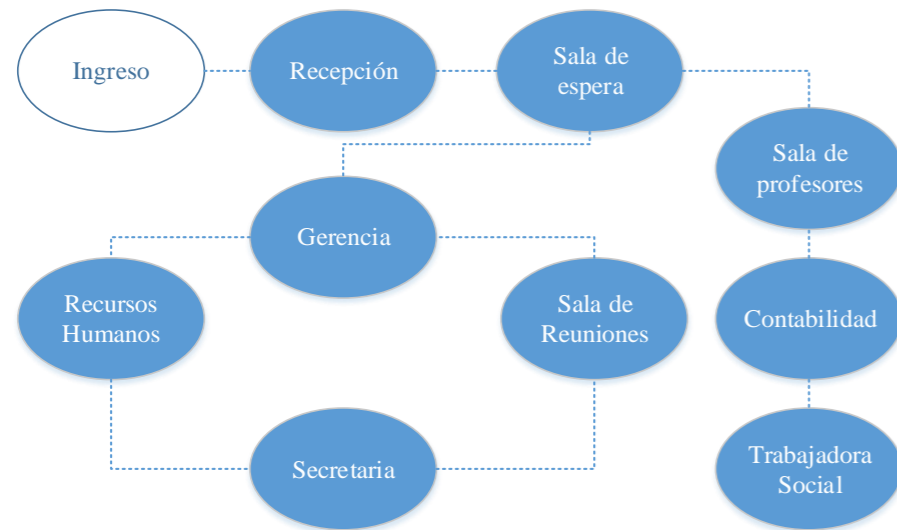 Ingreso
Recepción
Sala de
espera
Sala de
profesores
Gerencia
Recursos
Humanos
Sala de
Reuniones
Contabilidad
Secretaria
Trabajadora
Social